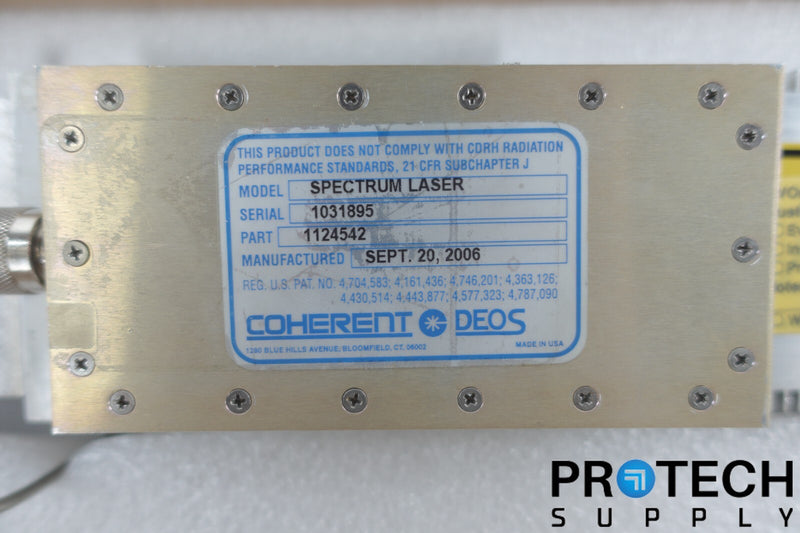 THIS PRODUCT DOES NOT COMPLY WITH CDRH RADIATION
PERFORMANCE STANDARDS, 21 CFR SUBCHAPTER J
MODEL SPECTRUM LASER
SERIAL 1031895
PART 1124542
MANUFACTURED SEPT. 20, 2006
REG. U.S. PAT. NO. 4,704,583; 4,161,436; 4,746,201; 4,363,126;
4,430,514; 4,443,877; 4,577,323; 4,787,090
COHERENT DEOS
1280 BLUE HILLS AVENUE, BLOOMFIELD, CT. 06002
MADE IN USA
PROTECH
SUPPLY